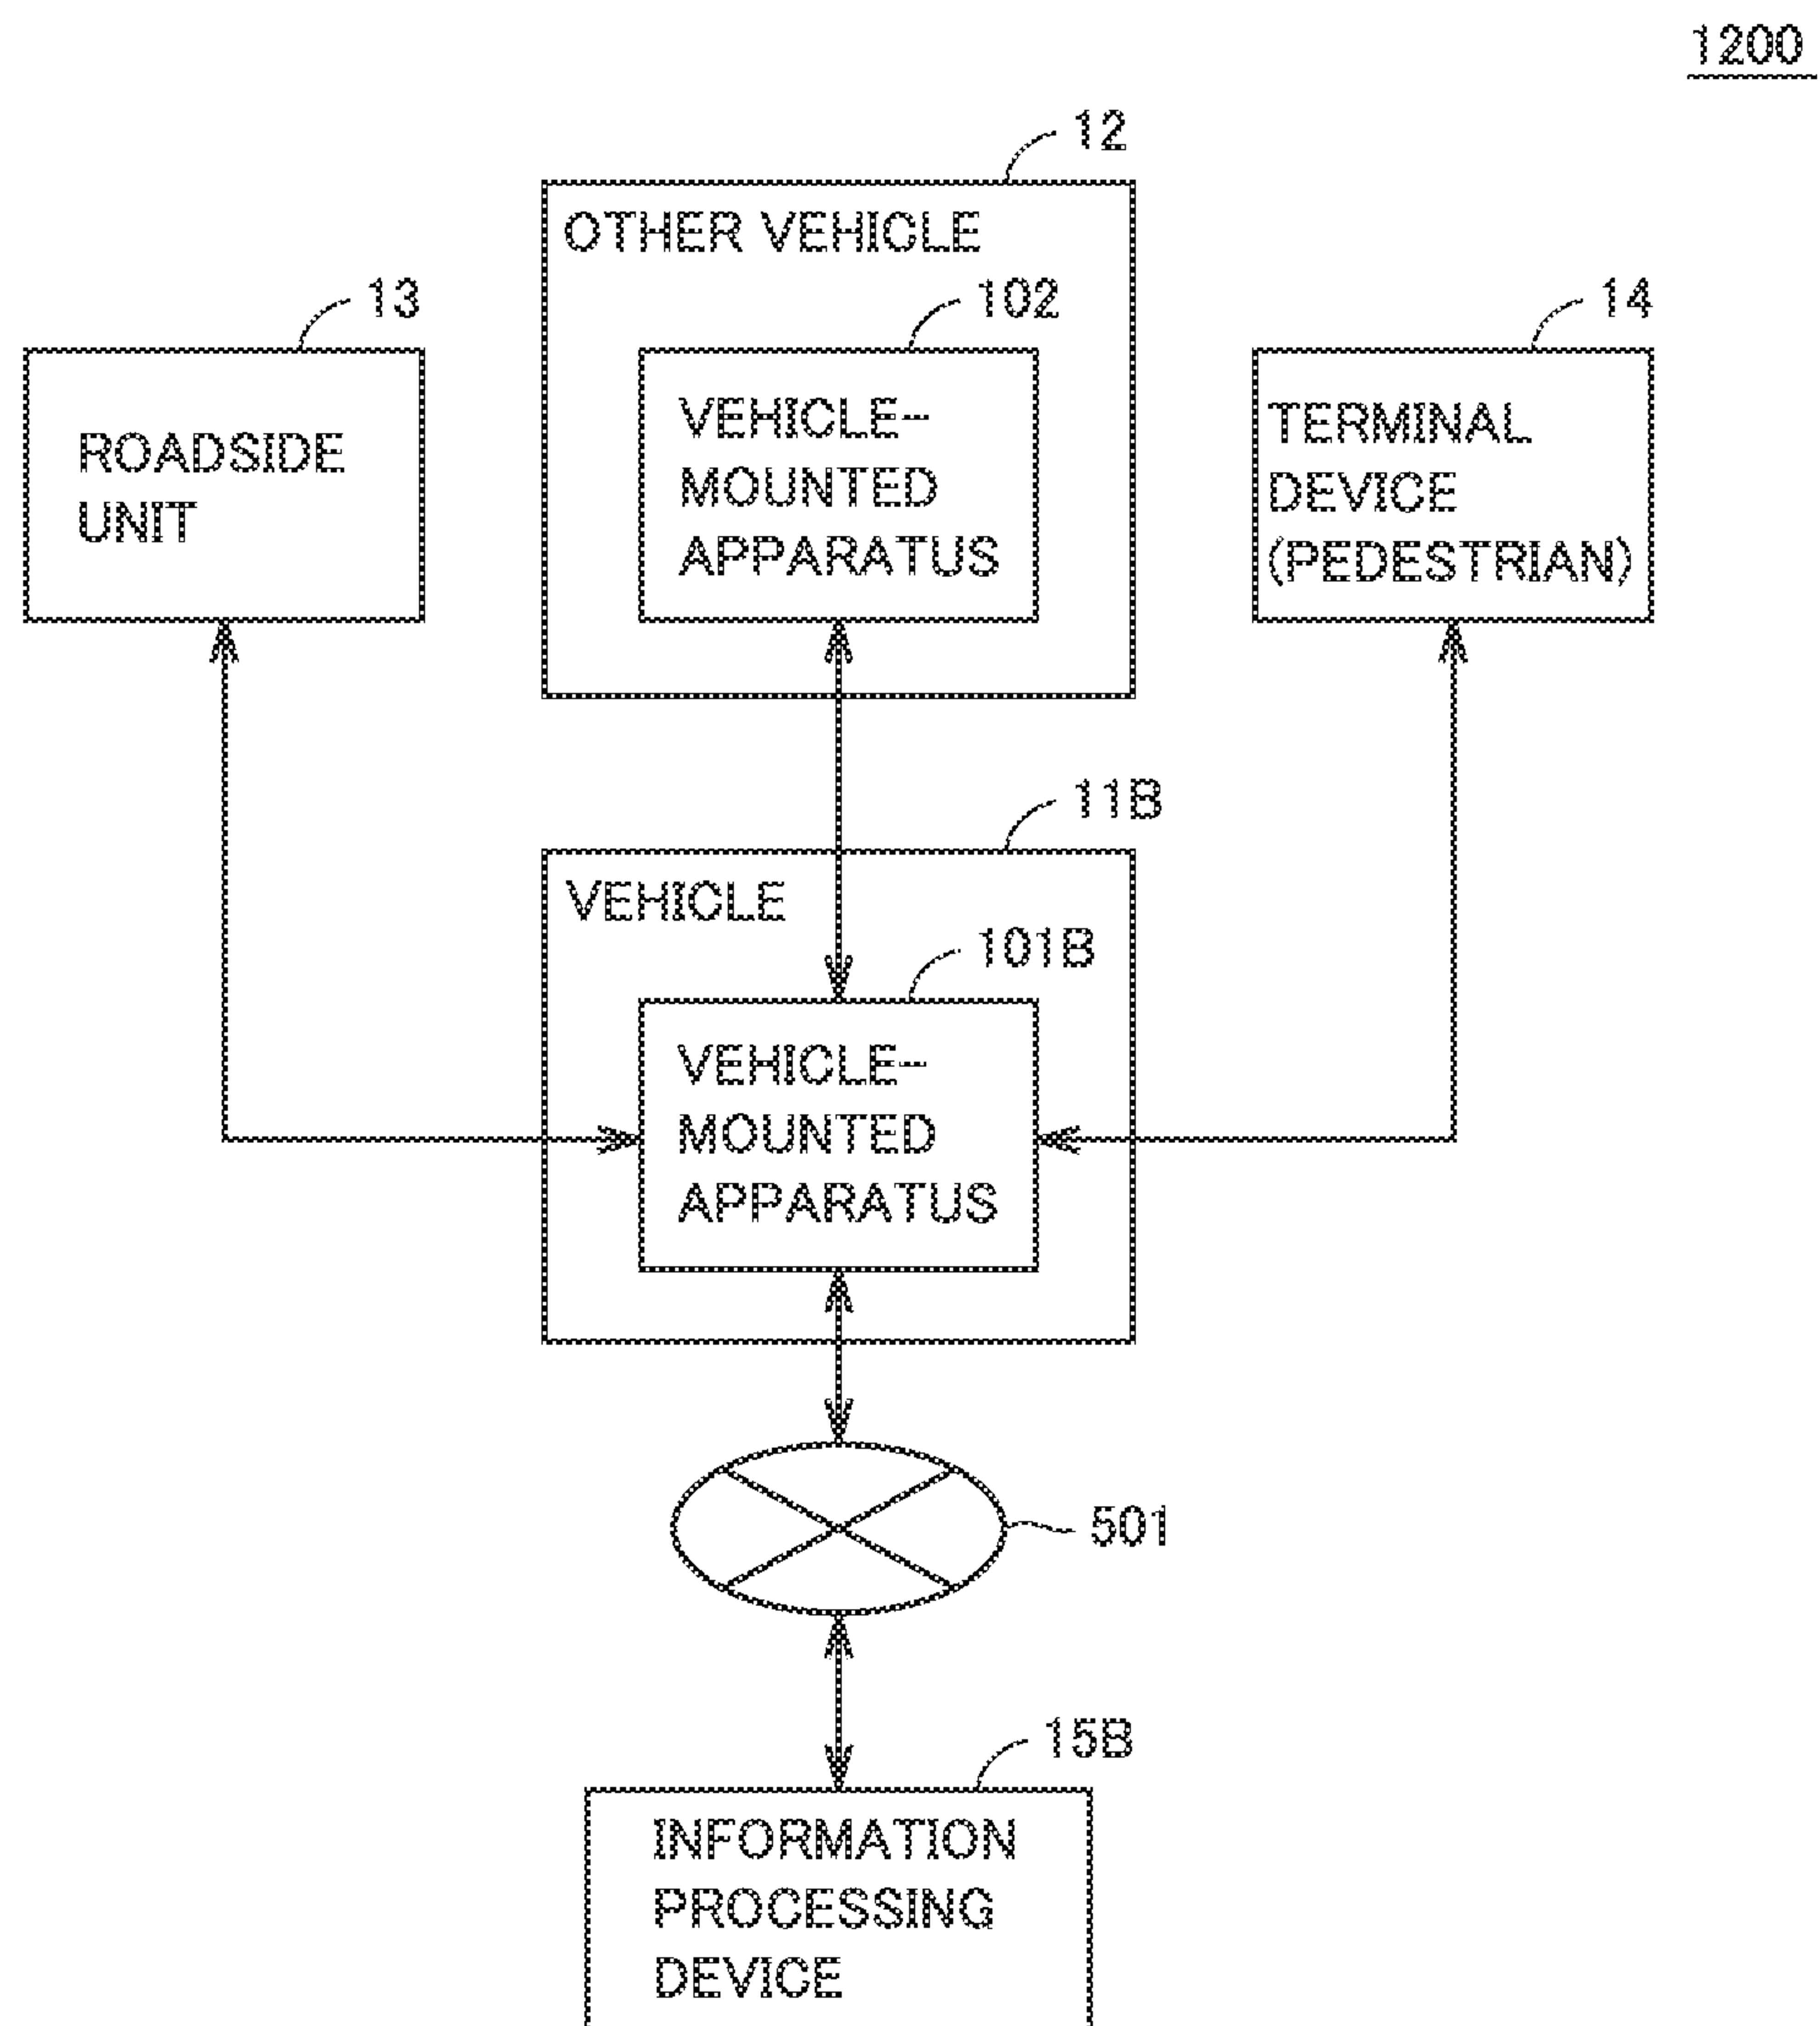 1200
12
OTHER VEHICLE
13
102
14
ROADSIDE
UNIT
VEHICLE-
MOUNTED
APPARATUS
TERMINAL
DEVICE
(PEDESTRIAN)
11B
VEHICLE
101B
VEHICLE-
MOUNTED
APPARATUS
501
15B
INFORMATION
PROCESSING
DEVICE